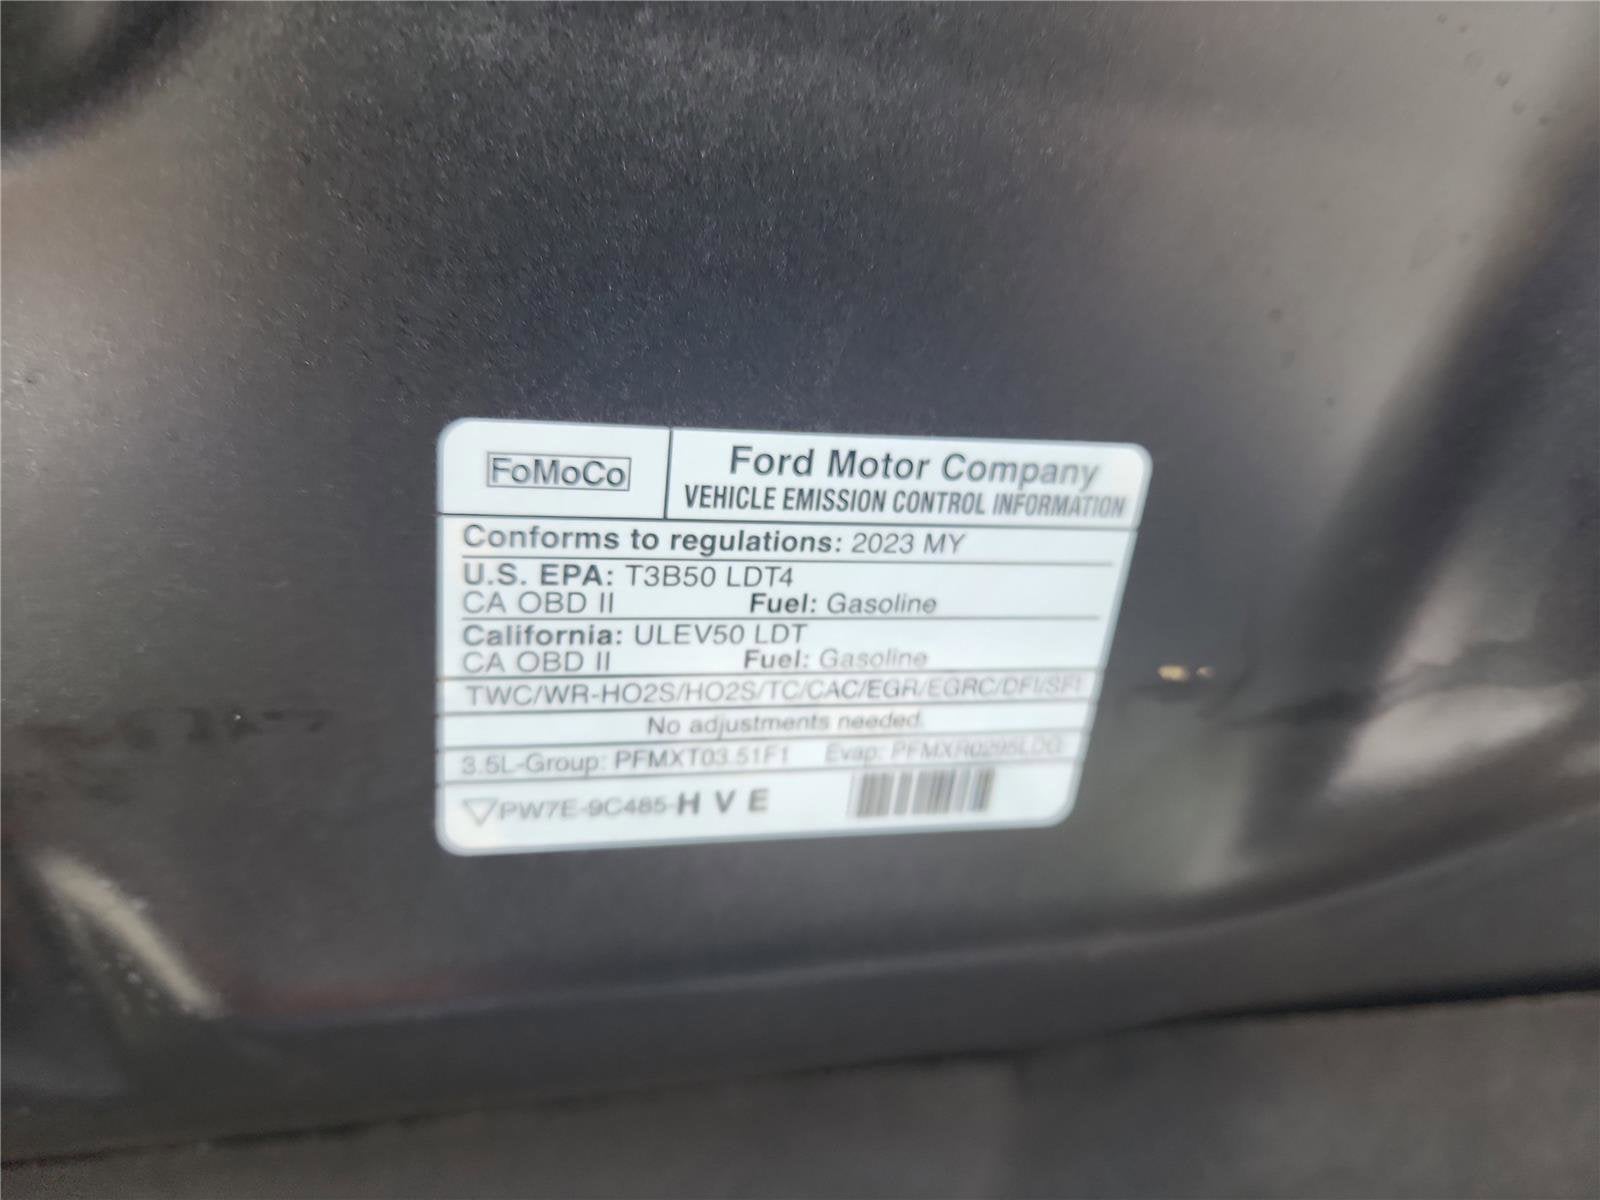 FoMoCo
Ford Motor Company
VEHICLE EMISSION CONTROL INFORMATION
Conforms to regulations: 2023 MY
U.S. EPA: T3B50 LDT4
CA OBD II Fuel: Gasoline
California: ULEV50 LDT
CA OBD II Fuel: Gasoline
TWC/WR-HO2S/HO2S/TC/CAC/EGR/EGRC/DFI/SFI
No adjustments needed.
3.5L-Group: PFMXT03.51F1 Evap:
PW7E-9C485-H V E